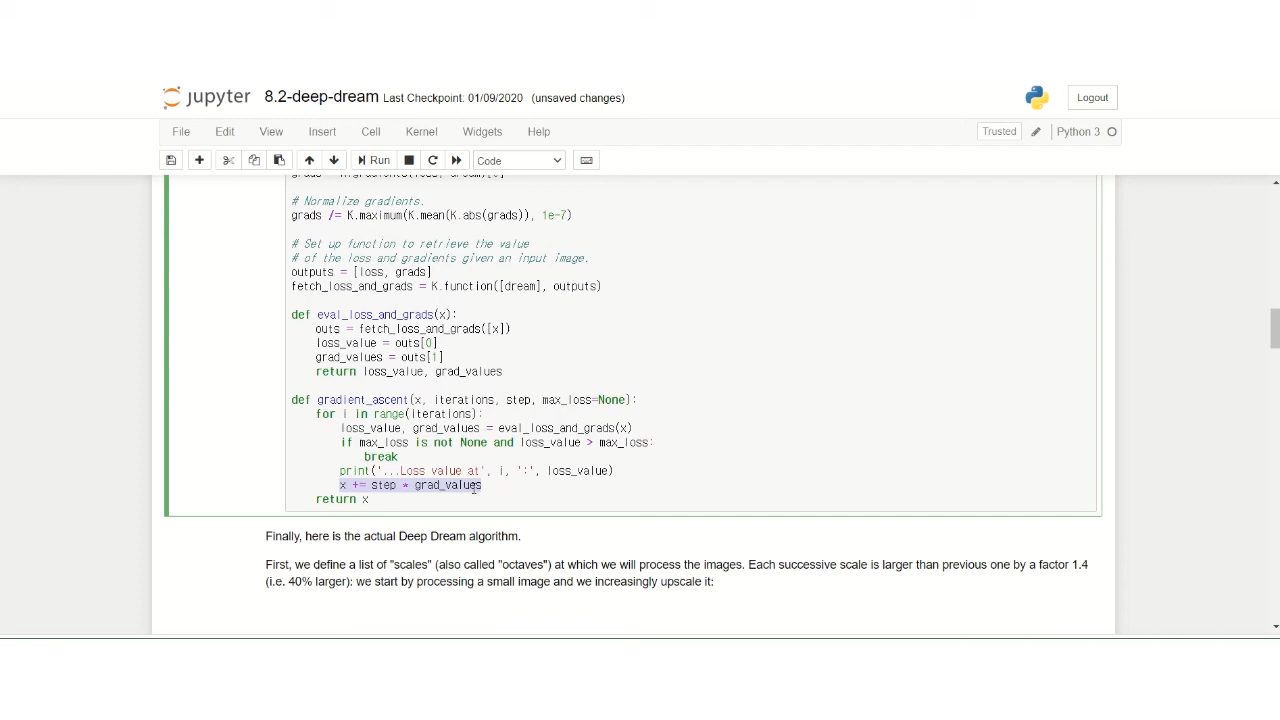 jupyter 8.2-deep-dream Last Checkpoint: 01/09/2020 (unsaved changes) Logout
File Edit View Insert Cell Kernel Widgets Help Trusted Python 3
Run Code
# Normalize gradients.
grads /= K.maximum(K.mean(K.abs(grads)), 1e-7)
# Set up function to retrieve the value
# of the loss and gradients given an input image.
outputs = [loss, grads]
fetch_loss_and_grads = K.function([dream], outputs)
def eval_loss_and_grads(x):
outs = fetch_loss_and_grads([x])
loss_value = outs[0]
grad_values = outs[1]
return loss_value, grad_values
def gradient_ascent(x, iterations, step, max_loss=None):
for i in range(iterations):
loss_value, grad_values = eval_loss_and_grads(x)
if max_loss is not None and loss_value > max_loss:
break
print('...Loss value at', i, ':', loss_value)
x += step * grad_values
return x
Finally, here is the actual Deep Dream algorithm.
First, we define a list of "scales" (also called "octaves") at which we will process the images. Each successive scale is larger than previous one by a factor 1.4
(i.e. 40% larger): we start by processing a small image and we increasingly upscale it: